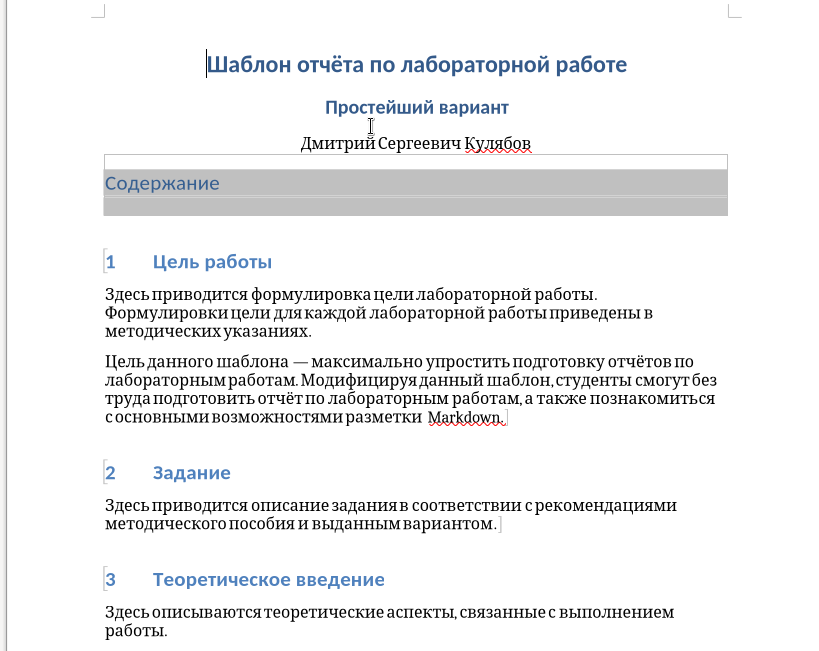 Шаблон отчёта по лабораторной работе
Простейший вариант
Дмитрий Сергеевич Кулябов
Содержание
1 Цель работы
Здесь приводится формулировка цели лабораторной работы.
Формулировки цели для каждой лабораторной работы приведены в
методических указаниях.
Цель данного шаблона — максимально упростить подготовку отчётов по
лабораторным работам. Модифицируя данный шаблон, студенты смогут без
труда подготовить отчёт по лабораторным работам, а также познакомиться
с основными возможностями разметки Markdown.
2 Задание
Здесь приводится описание задания в соответствии с рекомендациями
методического пособия и выданным вариантом.
3 Теоретическое введение
Здесь описываются теоретические аспекты, связанные с выполнением
работы.